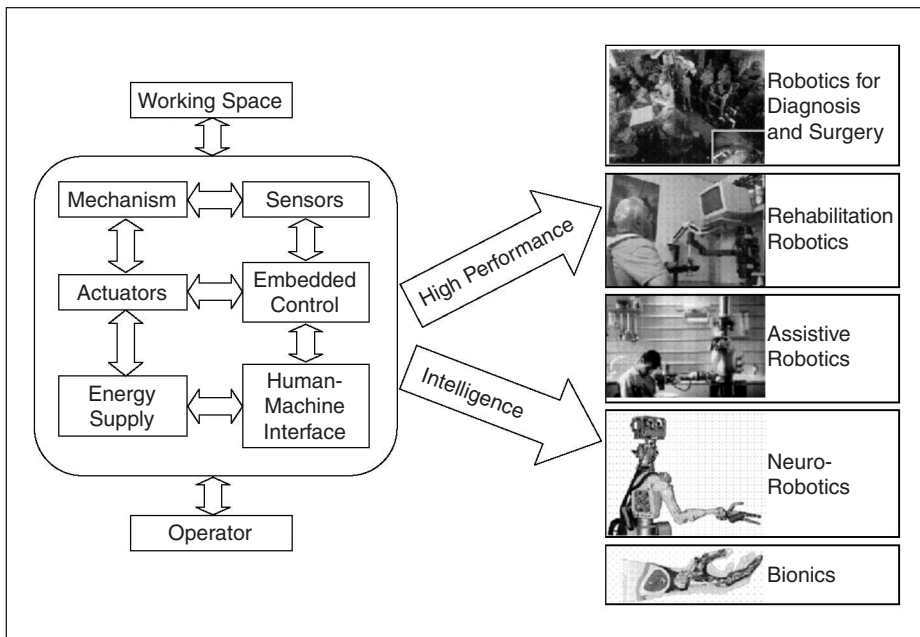 Working Space
Mechanism
Sensors
Actuators
Embedded
Control
Energy
Supply
Human-
Machine
Interface
Operator
High Performance
Intelligence
Robotics for
Diagnosis
and Surgery
Rehabilitation
Robotics
Assistive
Robotics
Neuro-
Robotics
Bionics